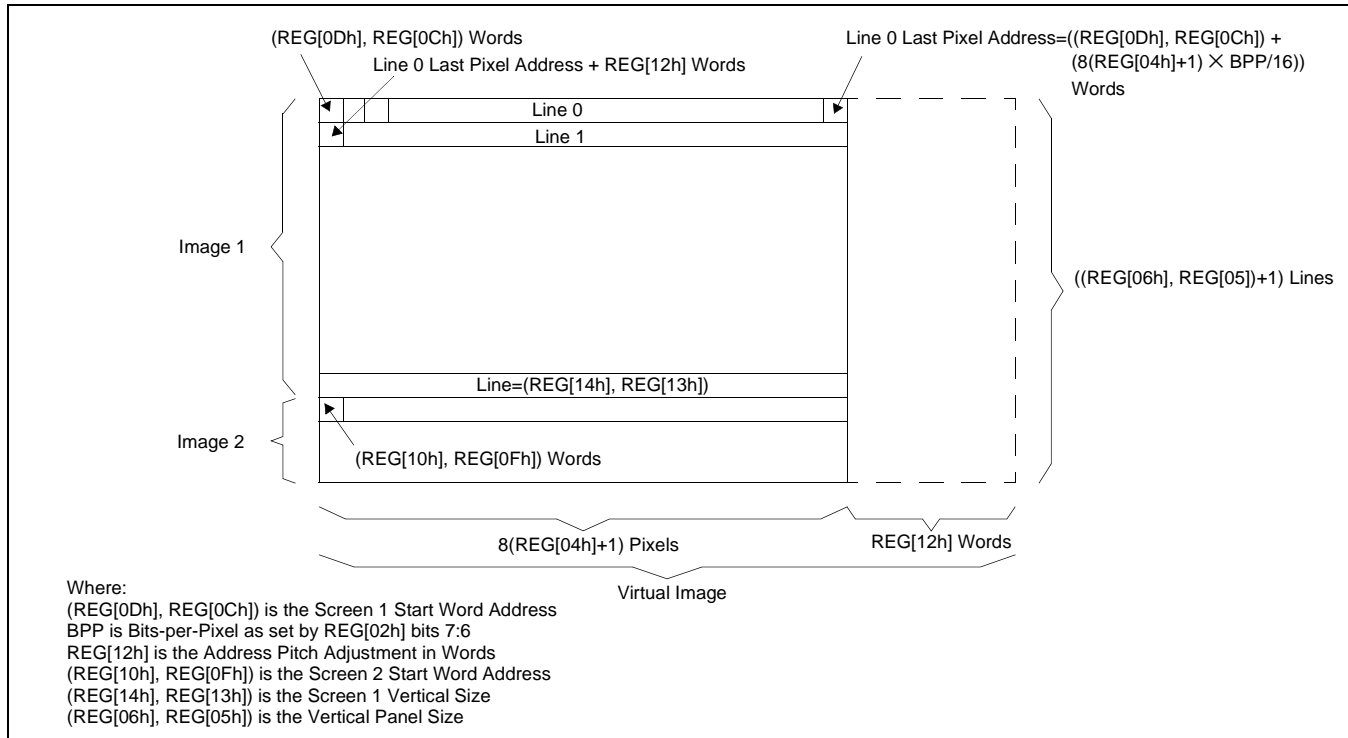 (REG[0Dh], REG[0Ch]) Words
Line 0 Last Pixel Address=((REG[0Dh], REG[0Ch]) +
(8(REG[04h]+1) × BPP/16))
Words
Line 0 Last Pixel Address + REG[12h] Words
Line 0
Line 1
Image 1
((REG[06h], REG[05])+1) Lines
Line=(REG[14h], REG[13h])
Image 2
(REG[10h], REG[0Fh]) Words
8(REG[04h]+1) Pixels
REG[12h] Words
Virtual Image
Where:
(REG[0Dh], REG[0Ch]) is the Screen 1 Start Word Address
BPP is Bits-per-Pixel as set by REG[02h] bits 7:6
REG[12h] is the Address Pitch Adjustment in Words
(REG[10h], REG[0Fh]) is the Screen 2 Start Word Address
(REG[14h], REG[13h]) is the Screen 1 Vertical Size
(REG[06h], REG[05h]) is the Vertical Panel Size